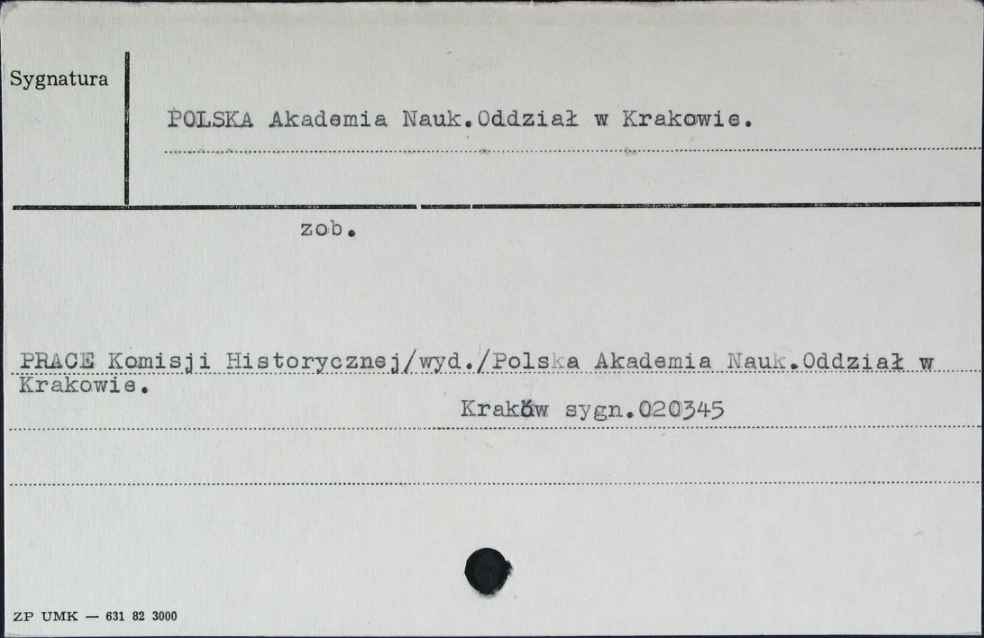 Sygnatura
POLSKA Akademia Nauk.Oddział w Krakowie.
zob.
PRACE Komisji Historycznej/wyd./Polska Akademia Nauk.Oddział w
Krakowie.
Kraków sygn.020345
ZP UMK — 631 82 3000